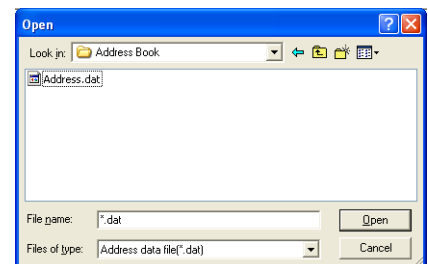 Open
Look in: Address Book
Address.dat
File name: *.dat Open
Files of type: Address data file(*.dat) Cancel